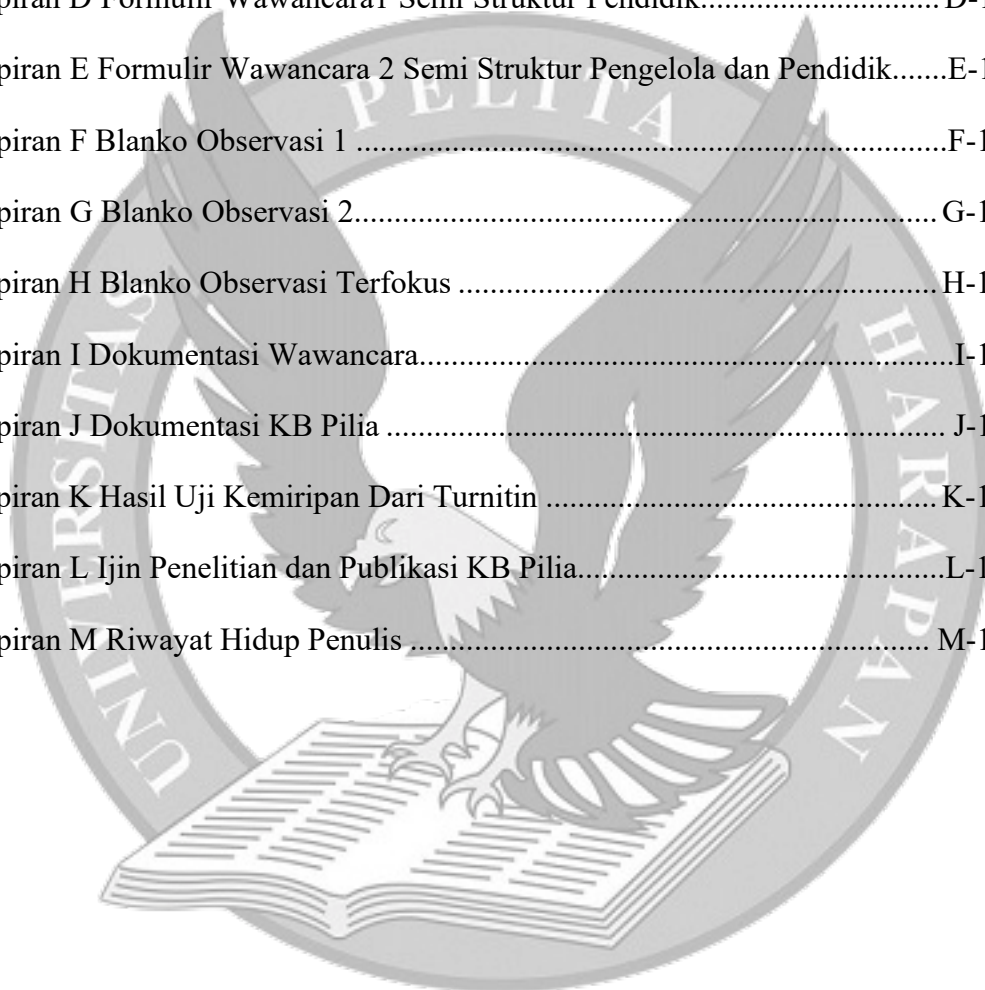 piran D Formulir Wawancara1 Semi Struktur Pendidik............................ D-1
piran E Formulir Wawancara 2 Semi Struktur Pengelola dan Pendidik.......E-1
piran F Blanko Observasi 1 ......................................................................F-1
piran G Blanko Observasi 2...................................................................... G-1
piran H Blanko Observasi Terfokus .........................................................H-1
piran I Dokumentasi Wawancara................................................................I-1
piran J Dokumentasi KB Pilia ................................................................... J-1
piran K Hasil Uji Kemiripan Dari Turnitin ............................................... K-1
piran L Ijin Penelitian dan Publikasi KB Pilia............................................L-1
piran M Riwayat Hidup Penulis .............................................................. M-1
UNIVERSITAS PELITA HARAPAN